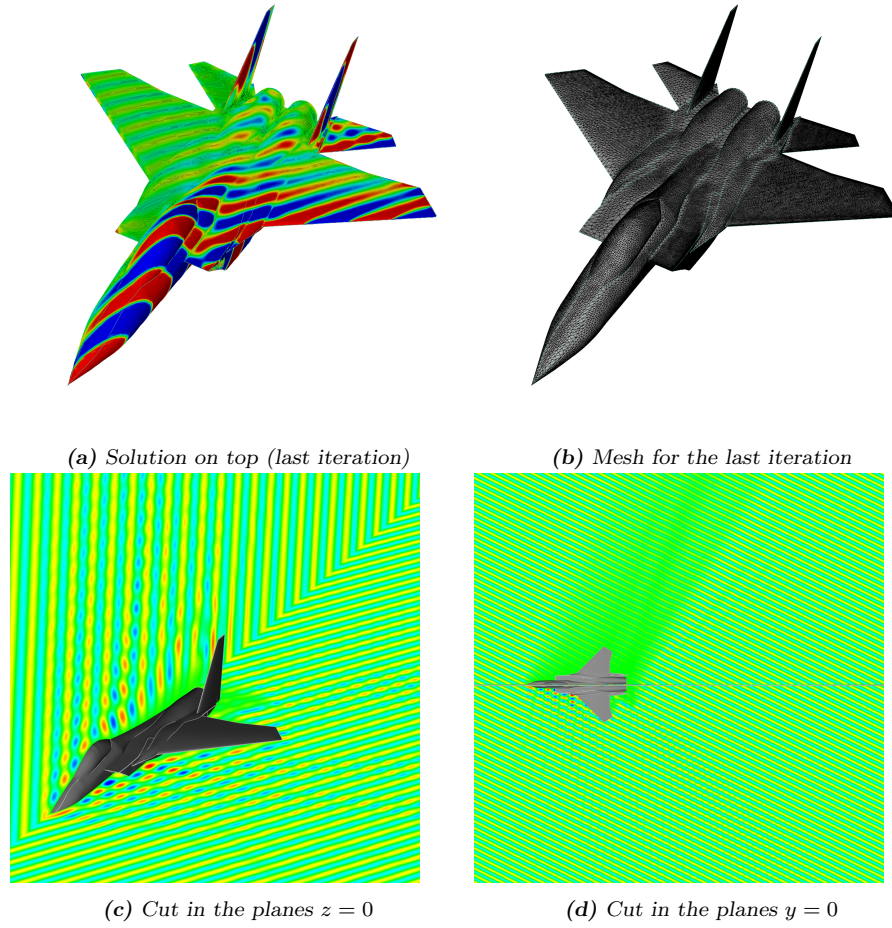 (a) Solution on top (last iteration)
(b) Mesh for the last iteration
(c) Cut in the planes z = 0
(d) Cut in the planes y = 0